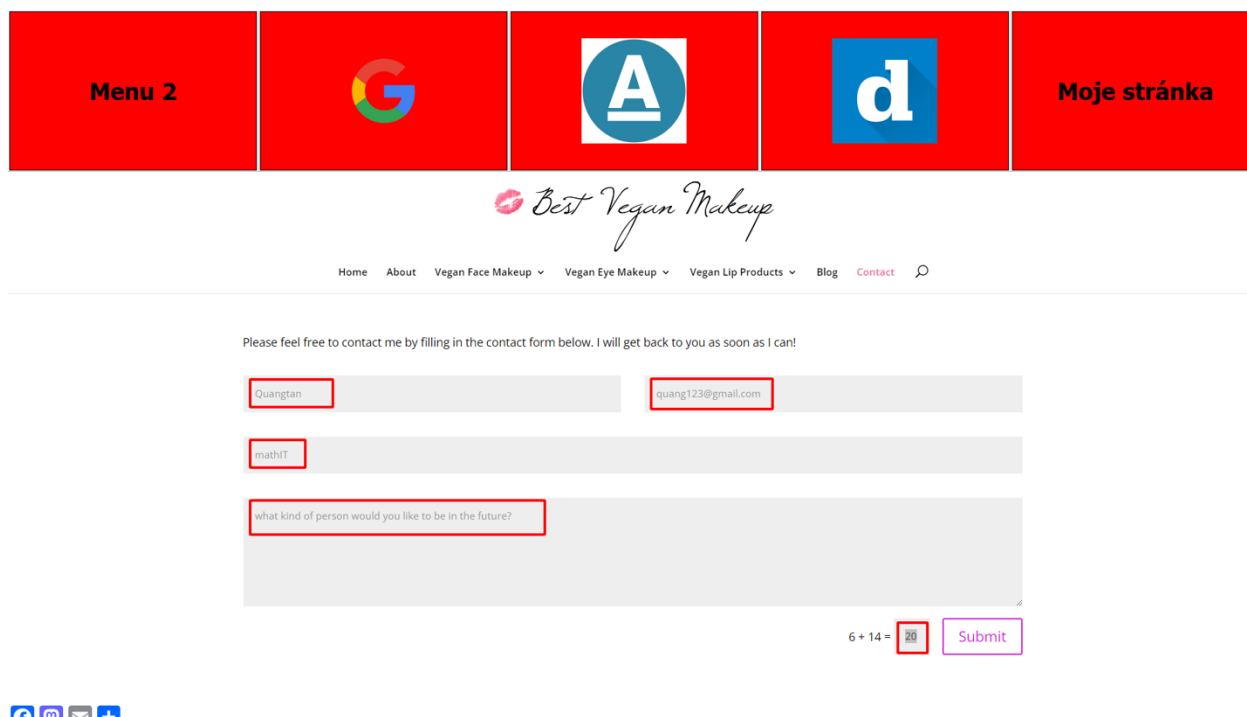 Menu 2
G
A
d
Moje stránka
Best Vegan Makeup
Home About Vegan Face Makeup Vegan Eye Makeup Vegan Lip Products Blog Contact
Please feel free to contact me by filling in the contact form below. I will get back to you as soon as I can!
Quangtan quang123@gmail.com
mathIT
what kind of person would you like to be in the future?
6 + 14 = 20 Submit